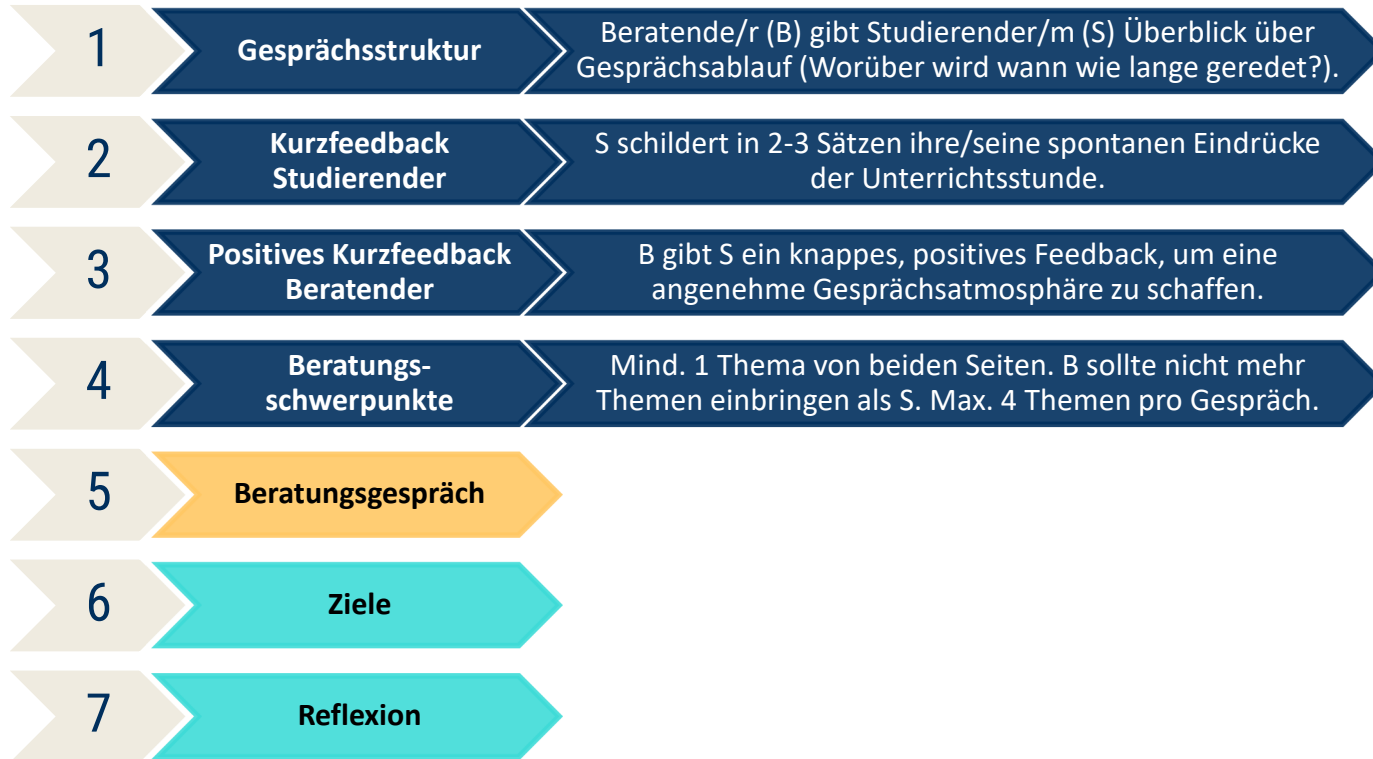 1
Gesprächsstruktur
Beratende/r (B) gibt Studierender/m (S) Überblick über
Gesprächsablauf (Worüber wird wann wie lange geredet?).
2
Kurzfeedback
Studierender
S schildert in 2-3 Sätzen ihre/seine spontanen Eindrücke
der Unterrichtsstunde.
3
Positives Kurzfeedback
Beratender
B gibt S ein knappes, positives Feedback, um eine
angenehme Gesprächsatmosphäre zu schaffen.
4
Beratungs-
schwerpunkte
Mind. 1 Thema von beiden Seiten. B sollte nicht mehr
Themen einbringen als S. Max. 4 Themen pro Gespräch.
5
Beratungsgespräch
6
Ziele
7
Reflexion